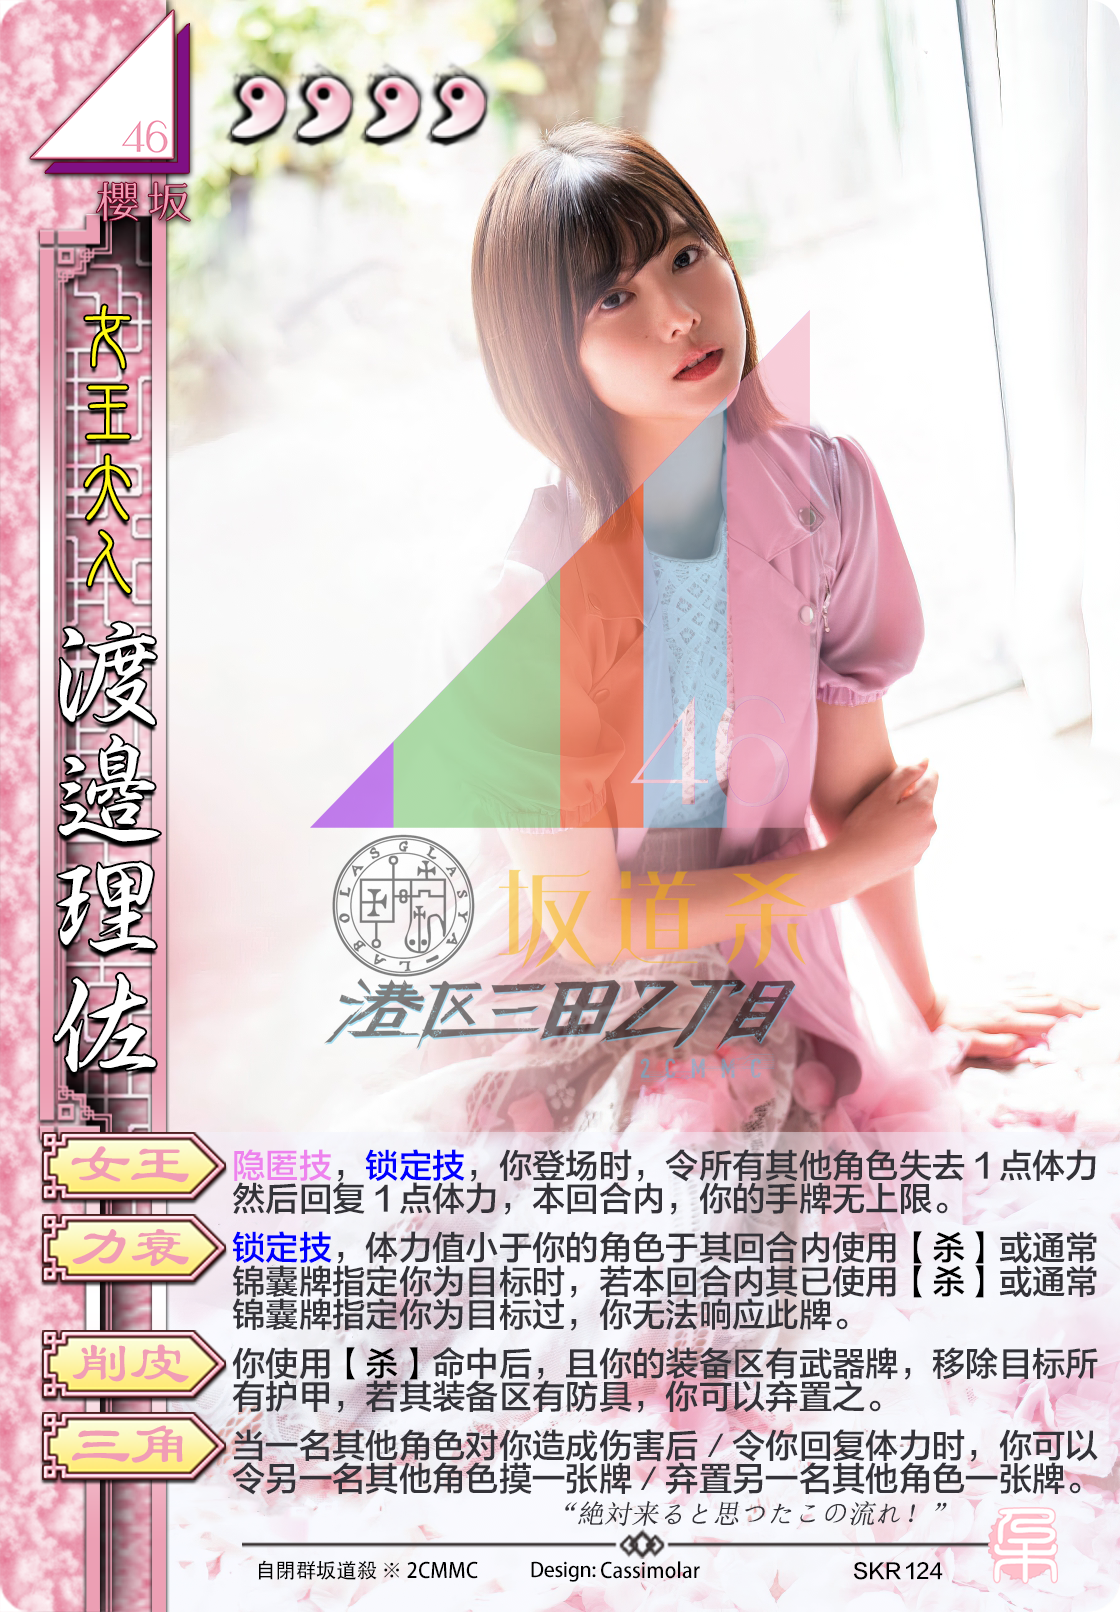 46
櫻坂
女王大人
渡邉理佐
46
GLASYA-LABOLAS
坂道杀
港区三田乙丁目
2CMMC
女王
隐匿技，锁定技，你登场时，令所有其他角色失去1点体力
然后回复1点体力，本回合内，你的手牌无上限。
力衰
锁定技，体力值小于你的角色于其回合内使用【杀】或通常
锦囊牌指定你为目标时，若本回合内其已使用【杀】或通常
锦囊牌指定你为目标过，你无法响应此牌。
削皮
你使用【杀】命中后，且你的装备区有武器牌，移除目标所
有护甲，若其装备区有防具，你可以弃置之。
三角
当一名其他角色对你造成伤害后/令你回复体力时，你可以
令另一名其他角色摸一张牌/弃置另一名其他角色一张牌。
“絶対来ると思つたこの流れ！”
自閉群坂道殺 ※ 2CMMC Design: Cassimolar SKR124